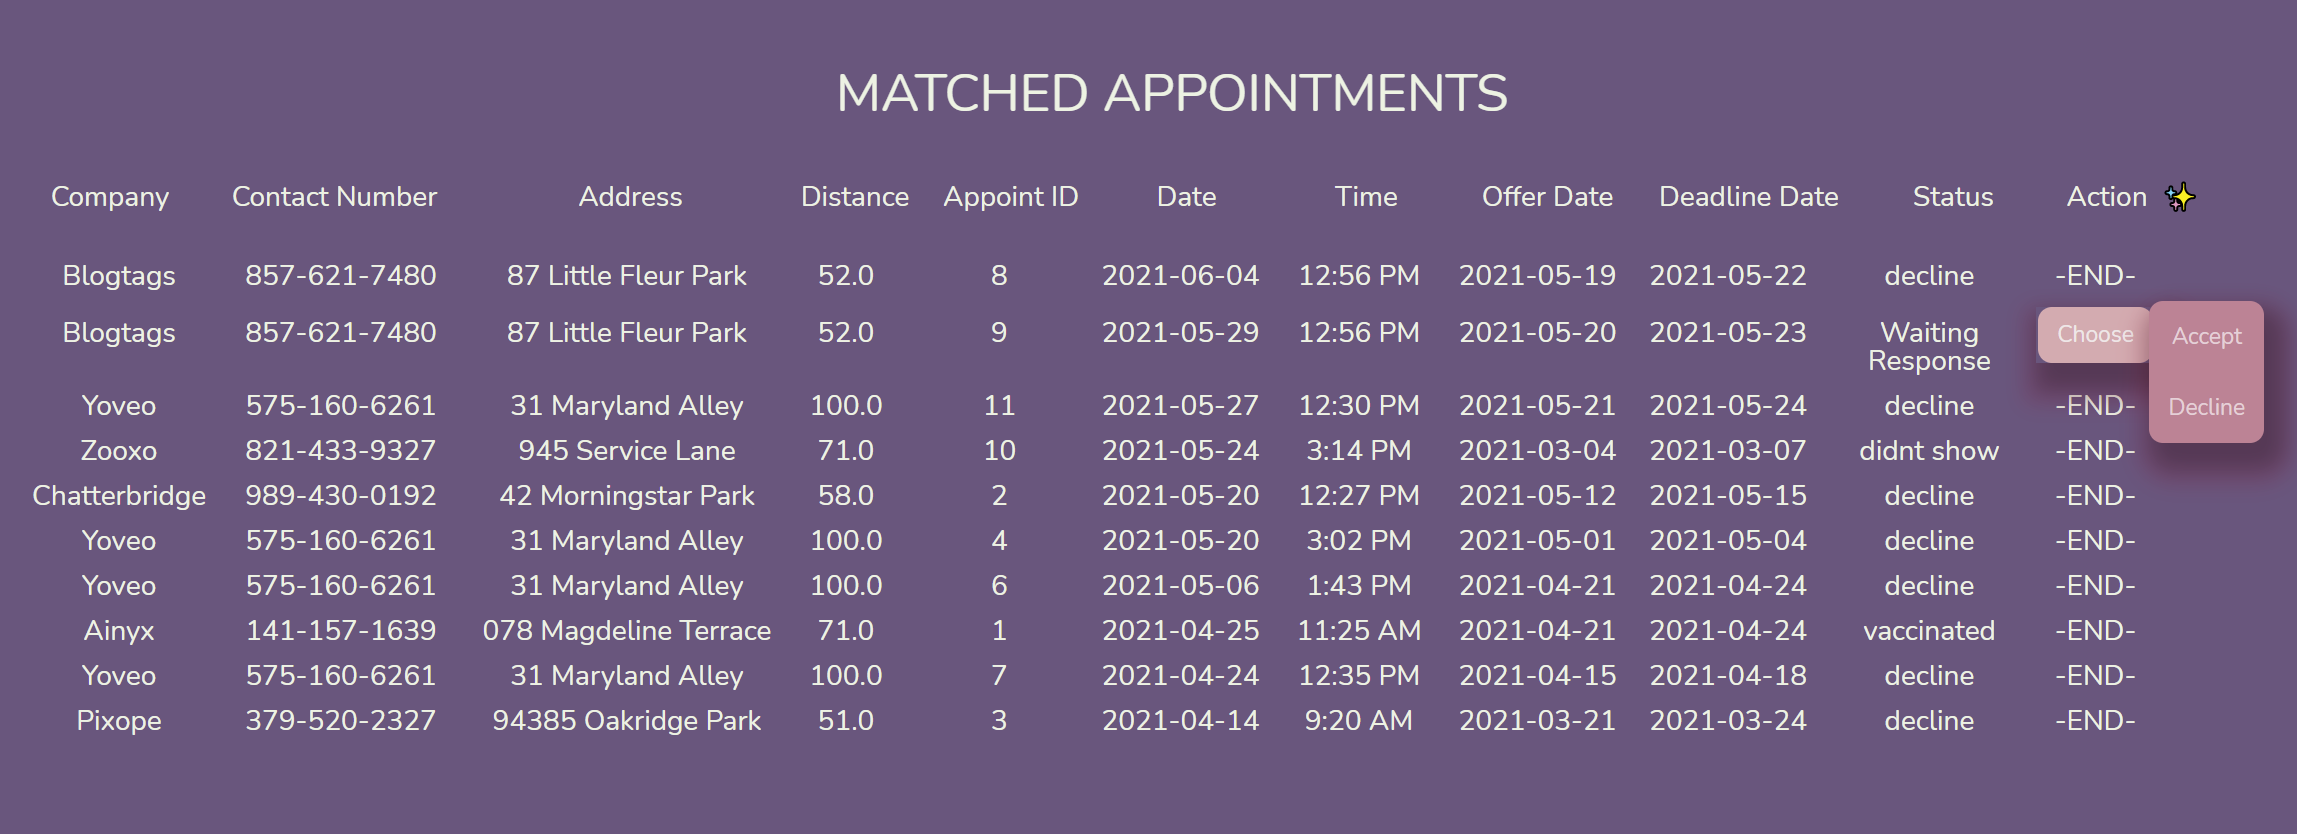 MATCHED APPOINTMENTS
Company Contact Number Address Distance Appoint ID Date Time Offer Date Deadline Date Status Action
Blogtags 857-621-7480 87 Little Fleur Park 52.0 8 2021-06-04 12:56 PM 2021-05-19 2021-05-22 decline -END-
Blogtags 857-621-7480 87 Little Fleur Park 52.0 9 2021-05-29 12:56 PM 2021-05-20 2021-05-23 Waiting Choose Accept
Response
Yoveo 575-160-6261 31 Maryland Alley 100.0 11 2021-05-27 12:30 PM 2021-05-21 2021-05-24 decline -END- Decline
Zooxo 821-433-9327 945 Service Lane 71.0 10 2021-05-24 3:14 PM 2021-03-04 2021-03-07 didnt show -END-
Chatterbridge 989-430-0192 42 Morningstar Park 58.0 2 2021-05-20 12:27 PM 2021-05-12 2021-05-15 decline -END-
Yoveo 575-160-6261 31 Maryland Alley 100.0 4 2021-05-20 3:02 PM 2021-05-01 2021-05-04 decline -END-
Yoveo 575-160-6261 31 Maryland Alley 100.0 6 2021-05-06 1:43 PM 2021-04-21 2021-04-24 decline -END-
Ainyx 141-157-1639 078 Magdeline Terrace 71.0 1 2021-04-25 11:25 AM 2021-04-21 2021-04-24 vaccinated -END-
Yoveo 575-160-6261 31 Maryland Alley 100.0 7 2021-04-24 12:35 PM 2021-04-15 2021-04-18 decline -END-
Pixope 379-520-2327 94385 Oakridge Park 51.0 3 2021-04-14 9:20 AM 2021-03-21 2021-03-24 decline -END-